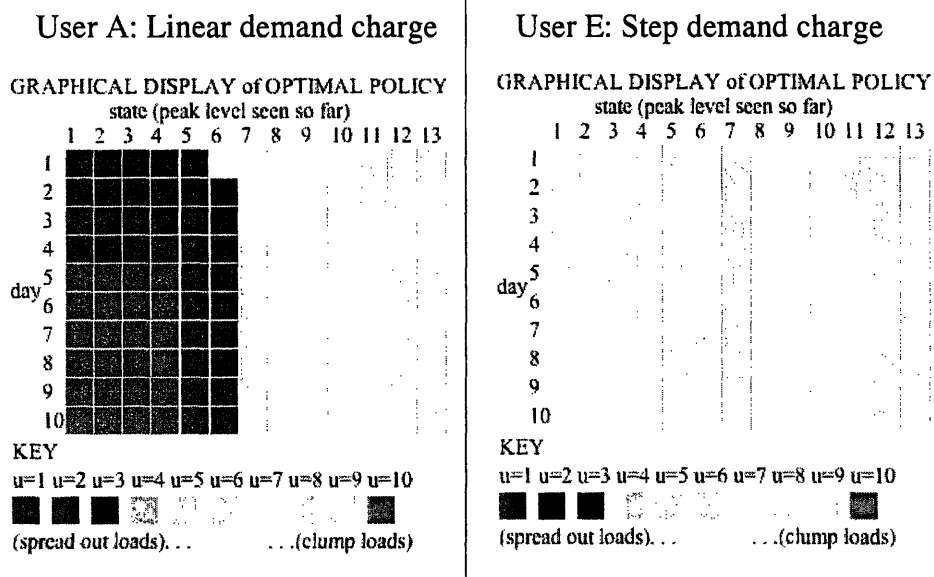 User A: Linear demand charge
GRAPHICAL DISPLAY of OPTIMAL POLICY
state (peak level seen so far)
1 2 3 4 5 6 7 8 9 10 11 12 13
1
2
3
4
5
day
6
7
8
9
10
KEY
u=1 u=2 u=3 u=4 u=5 u=6 u=7 u=8 u=9 u=10
(spread out loads)... ...(clump loads)
User E: Step demand charge
GRAPHICAL DISPLAY of OPTIMAL POLICY
state (peak level seen so far)
1 2 3 4 5 6 7 8 9 10 11 12 13
1
2
3
4
5
day
6
7
8
9
10
KEY
u=1 u=2 u=3 u=4 u=5 u=6 u=7 u=8 u=9 u=10
(spread out loads)... ...(clump loads)